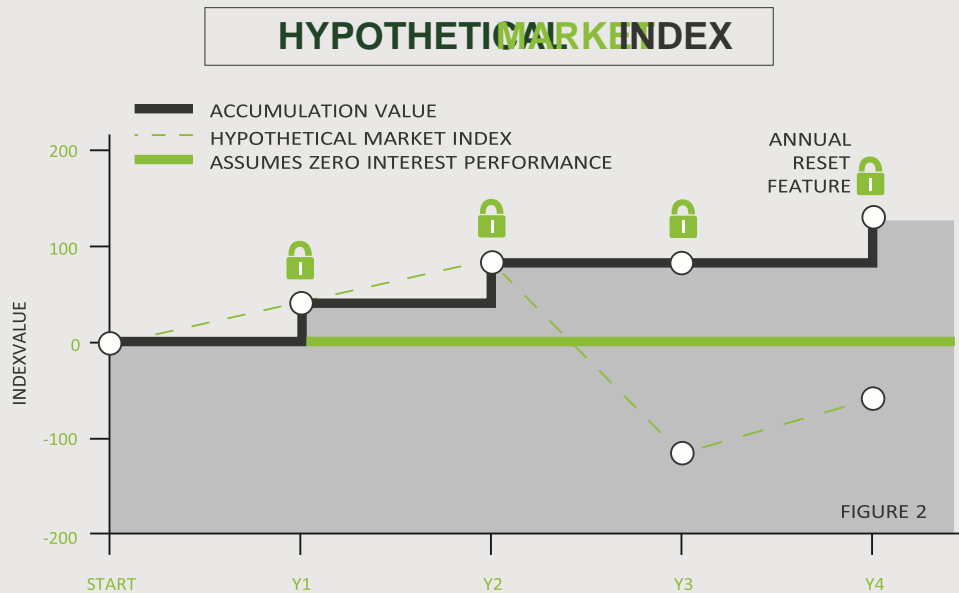 HYPOTHETICAL MARKET INDEX
ACCUMULATION VALUE
HYPOTHETICAL MARKET INDEX
ASSUMES ZERO INTEREST PERFORMANCE
ANNUAL
RESET
FEATURE
200
100
0
-100
-200
INDEXVALUE
FIGURE 2
START Y1 Y2 Y3 Y4